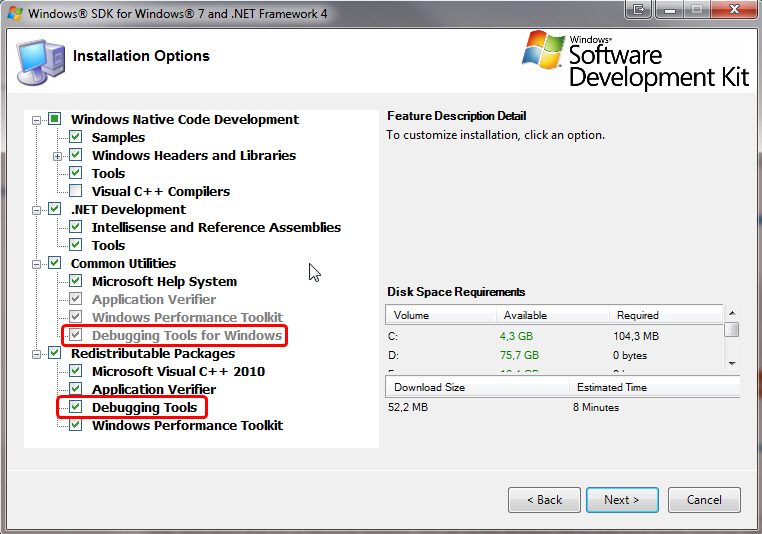 Windows® SDK for Windows® 7 and .NET Framework 4
Installation Options
Windows®
Software
Development Kit
Windows Native Code Development
Samples
Windows Headers and Libraries
Tools
Visual C++ Compilers
.NET Development
Intellisense and Reference Assemblies
Tools
Common Utilities
Microsoft Help System
Application Verifier
Windows Performance Toolkit
Debugging Tools for Windows
Redistributable Packages
Microsoft Visual C++ 2010
Application Verifier
Debugging Tools
Windows Performance Toolkit
Feature Description Detail
To customize installation, click an option.
Disk Space Requirements
Volume Available Required
C: 4,3 GB 104,3 MB
D: 75,7 GB 0 bytes
Download Size Estimated Time
52,2 MB 8 Minutes
< Back Next > Cancel